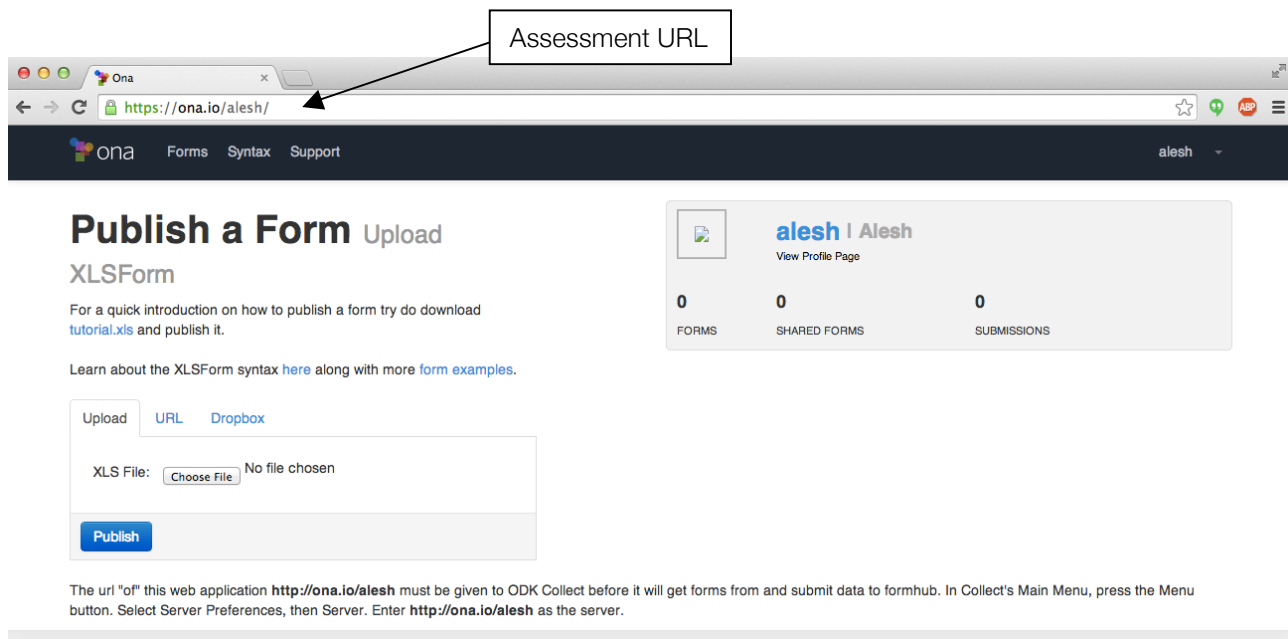 Assessment URL
Ona
https://ona.io/alesh/
ABP
ona Forms Syntax Support alesh
Publish a Form Upload
XLSForm
For a quick introduction on how to publish a form try do download
tutorial.xls and publish it.
Learn about the XLSForm syntax here along with more form examples.
Upload URL Dropbox
XLS File: Choose File No file chosen
Publish
alesh | Alesh
View Profile Page
0 0 0
FORMS SHARED FORMS SUBMISSIONS
The url "of" this web application http://ona.io/alesh must be given to ODK Collect before it will get forms from and submit data to formhub. In Collect's Main Menu, press the Menu
button. Select Server Preferences, then Server. Enter http://ona.io/alesh as the server.